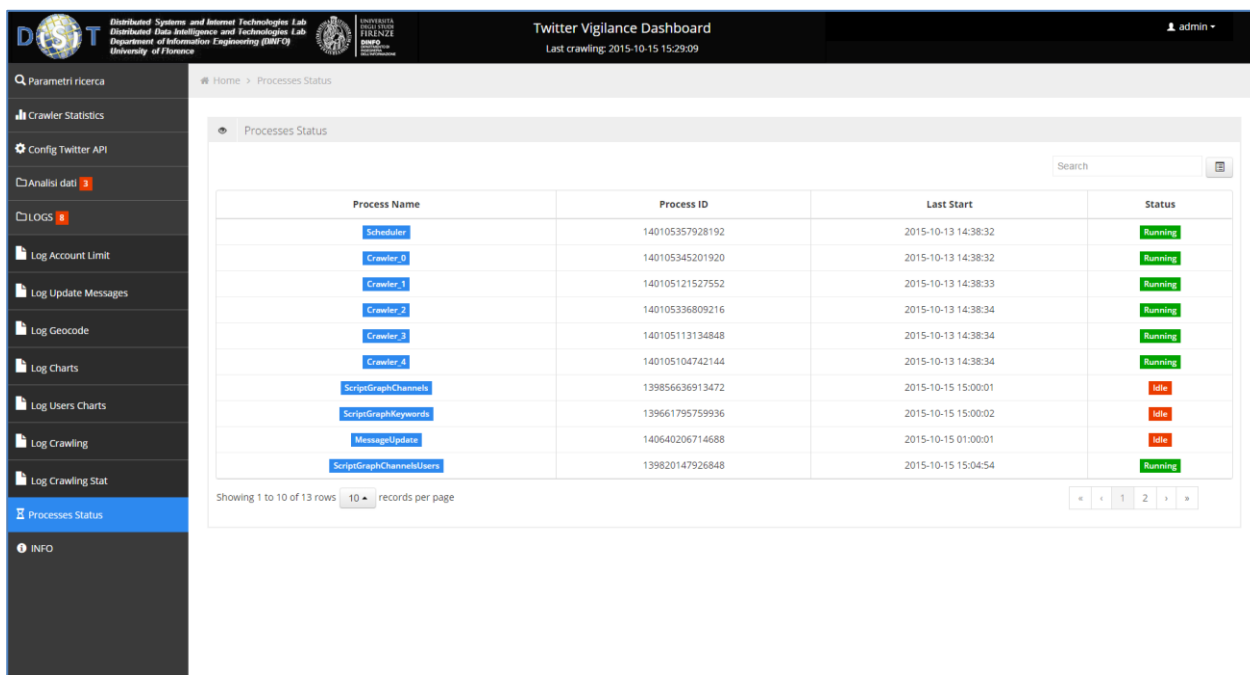 DISIT
Distributed Systems and Internet Technologies Lab
Distributed Data Intelligence and Technologies Lab
Department of Information Engineering (DINFO)
University of Florence
UNIVERSITÀ
DEGLI STUDI
FIRENZE
DINFO
Twitter Vigilance Dashboard
Last crawling: 2015-10-15 15:29:09
admin
Parametri ricerca
Crawler Statistics
Config Twitter API
Analisi dati 3
LOGS 8
Log Account Limit
Log Update Messages
Log Geocode
Log Charts
Log Users Charts
Log Crawling
Log Crawling Stat
Processes Status
INFO
Home > Processes Status
Processes Status
Search
Process Name Process ID Last Start Status
Scheduler 140105357928192 2015-10-13 14:38:32 Running
Crawler_0 140105345201920 2015-10-13 14:38:32 Running
Crawler_1 140105121527552 2015-10-13 14:38:33 Running
Crawler_2 140105336809216 2015-10-13 14:38:34 Running
Crawler_3 140105113134848 2015-10-13 14:38:34 Running
Crawler_4 140105104742144 2015-10-13 14:38:34 Running
ScriptGraphChannels 139856636913472 2015-10-15 15:00:01 Idle
ScriptGraphKeywords 139661795759936 2015-10-15 15:00:02 Idle
MessageUpdate 140640206714688 2015-10-15 01:00:01 Idle
ScriptGraphChannelsUsers 139820147926848 2015-10-15 15:04:54 Running
Showing 1 to 10 of 13 rows 10 records per page
« ‹ 1 2 › »